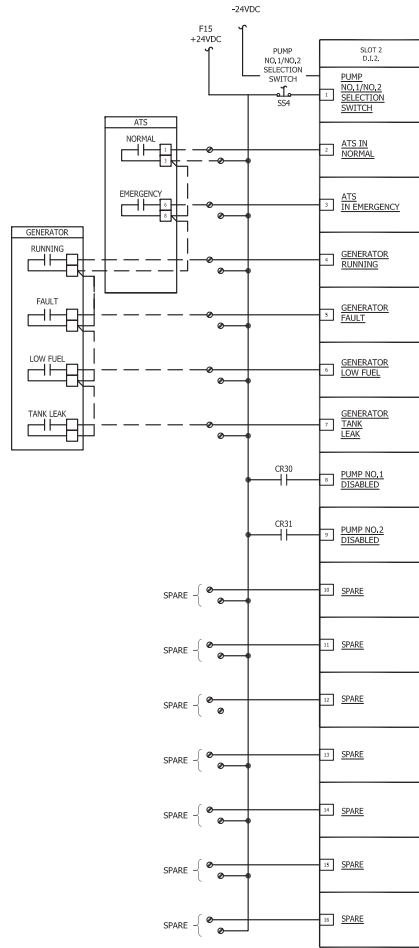 -24VDC
F15
+24VDC
PUMP
NO.1/NO.2
SELECTION
SWITCH
SS4
SLOT 2
D.I.2.
1
PUMP
NO.1/NO.2
SELECTION
SWITCH
ATS
NORMAL
1
3
2
ATS IN
NORMAL
EMERGENCY
6
8
3
ATS
IN EMERGENCY
GENERATOR
RUNNING
4
GENERATOR
RUNNING
FAULT
5
GENERATOR
FAULT
LOW FUEL
6
GENERATOR
LOW FUEL
TANK LEAK
7
GENERATOR
TANK
LEAK
CR30
8
PUMP NO.1
DISABLED
CR31
9
PUMP NO.2
DISABLED
SPARE
10
SPARE
SPARE
11
SPARE
SPARE
12
SPARE
SPARE
13
SPARE
SPARE
14
SPARE
SPARE
15
SPARE
SPARE
16
SPARE